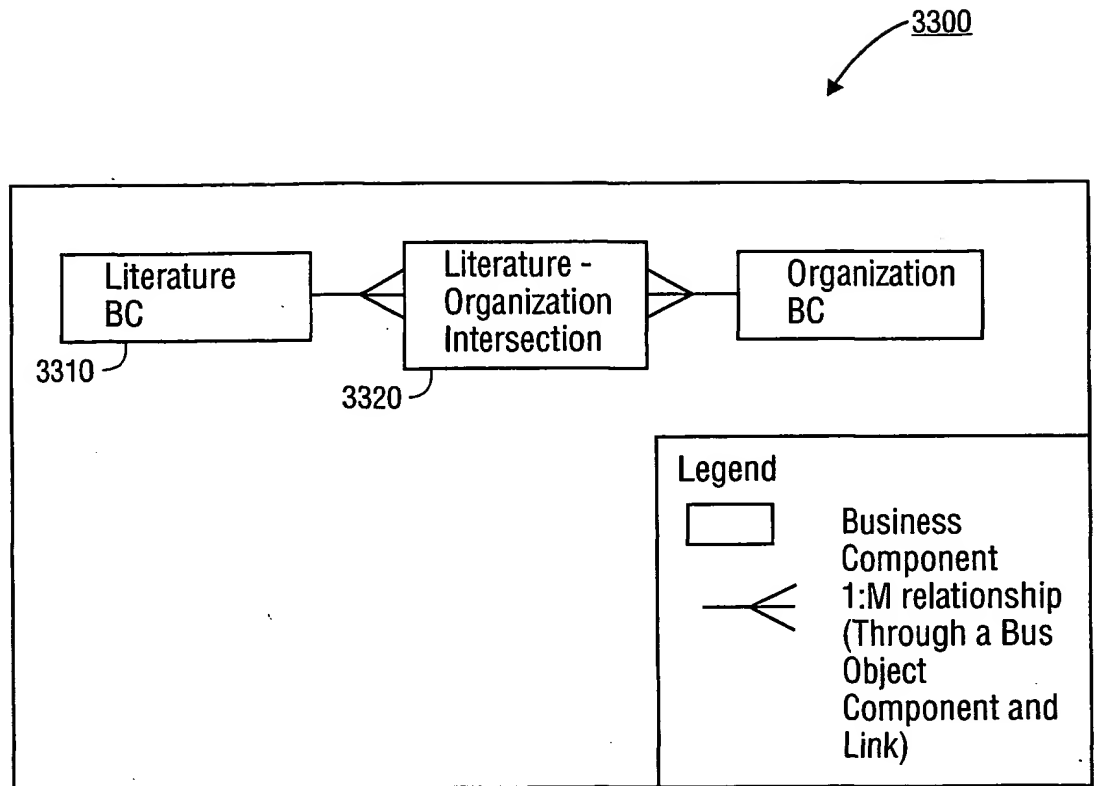 3300
Literature
BC
3310
Literature -
Organization
Intersection
3320
Organization
BC
Legend
Business
Component
1:M relationship
(Through a Bus
Object
Component and
Link)